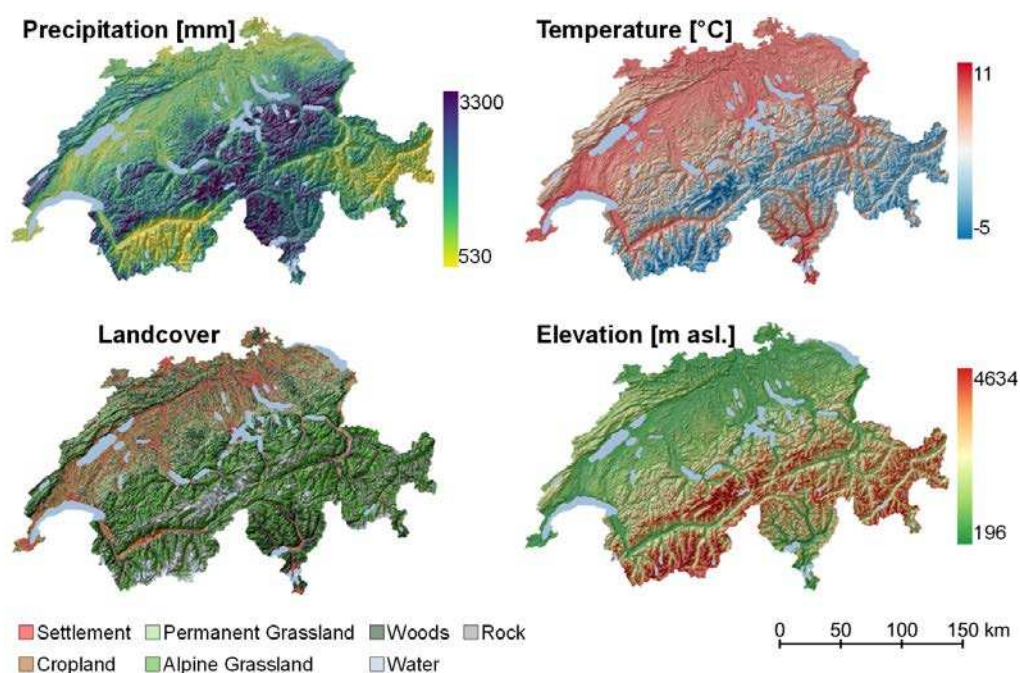 Precipitation [mm]
3300
530
Temperature [°C]
11
-5
Landcover
Elevation [m asl.]
4634
196
Settlement
Permanent Grassland
Woods
Rock
Cropland
Alpine Grassland
Water
0 50 100 150 km